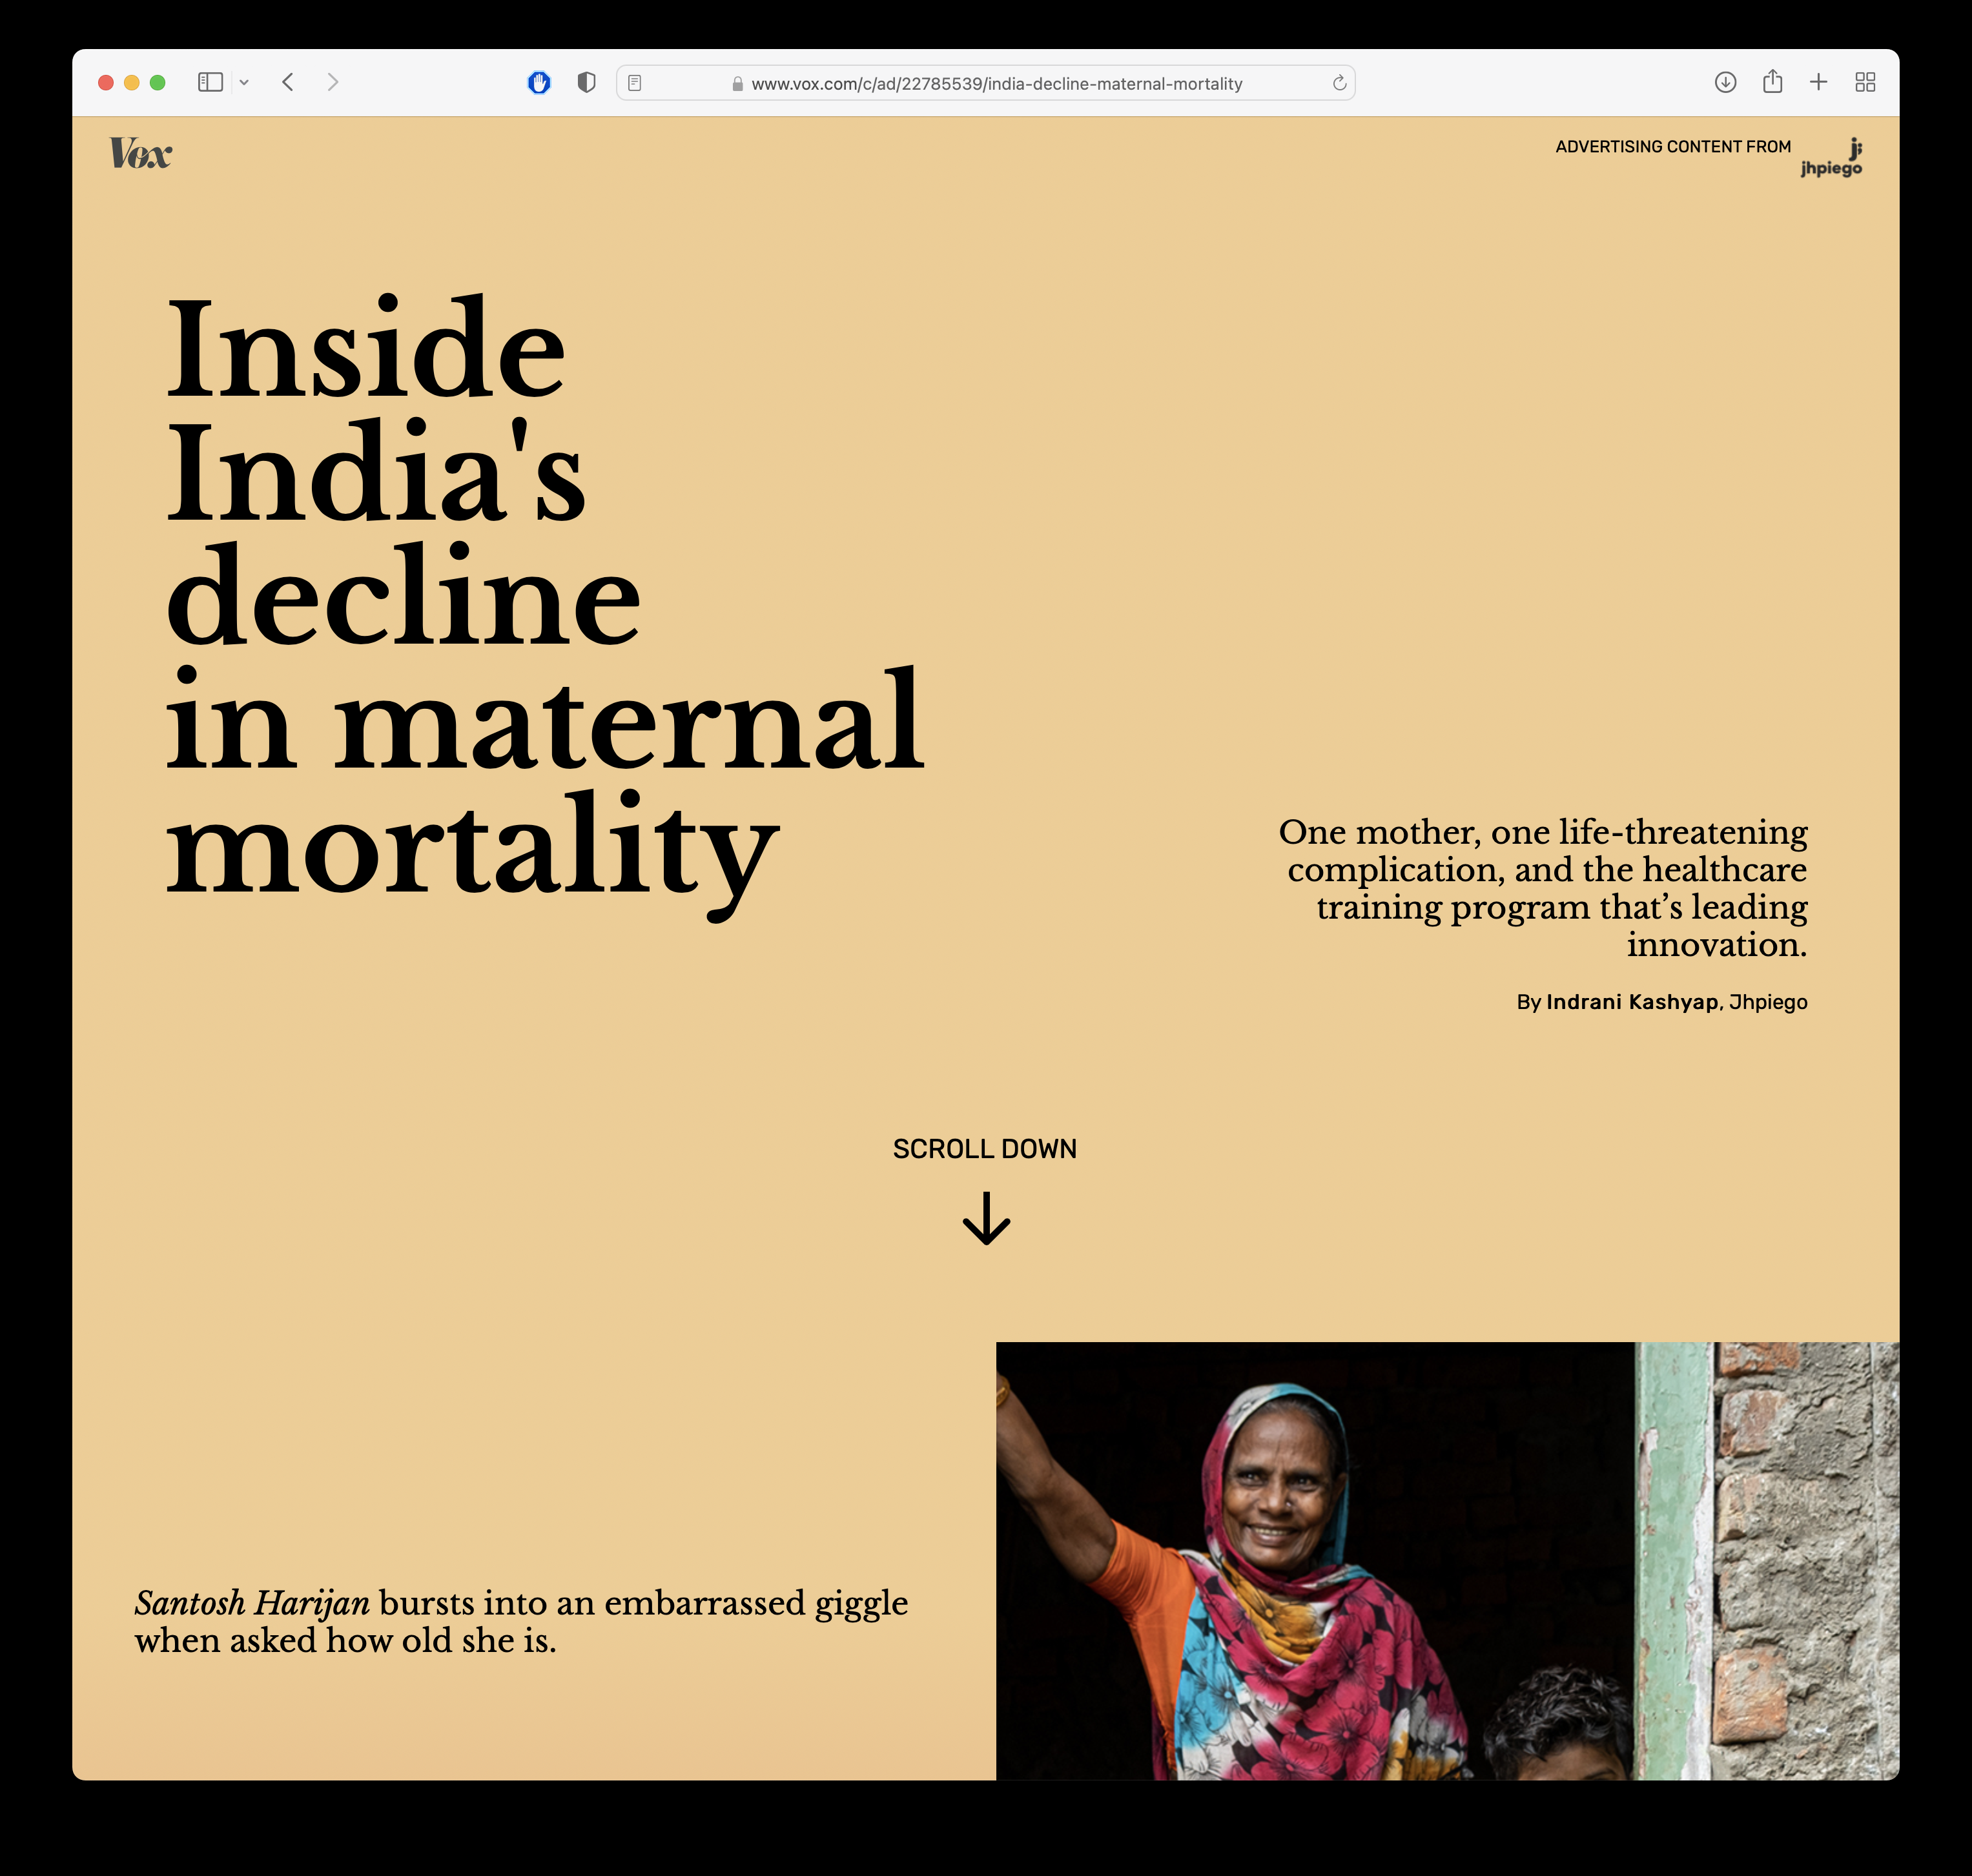 www.vox.com/c/ad/22785539/india-decline-maternal-mortality
Vox
ADVERTISING CONTENT FROM
jhpiego
Inside
India's
decline
in maternal
mortality
One mother, one life-threatening
complication, and the healthcare
training program that’s leading
innovation.
By Indrani Kashyap, Jhpiego
SCROLL DOWN
Santosh Harijan bursts into an embarrassed giggle
when asked how old she is.